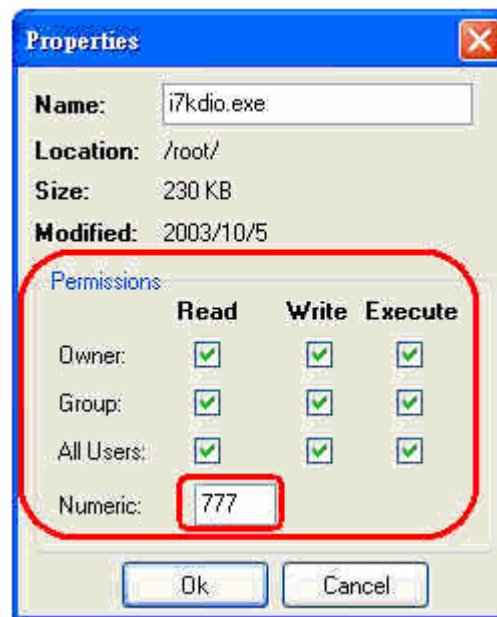 Properties
Name: i7kdio.exe
Location: /root/
Size: 230 KB
Modified: 2003/10/5
Permissions
Read Write Execute
Owner:
Group:
All Users:
Numeric: 777
Ok Cancel